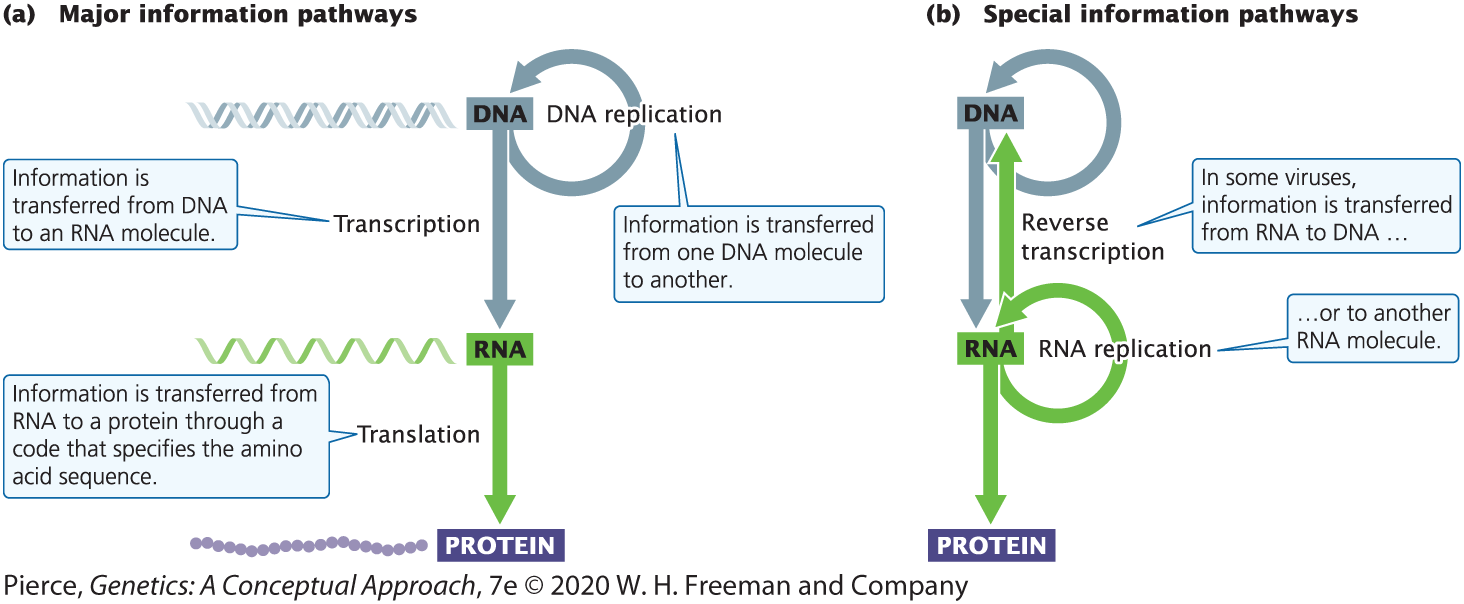 (a) Major information pathways
DNA
DNA replication
Information is
transferred from DNA
to an RNA molecule.
Transcription
Information is transferred
from one DNA molecule
to another.
RNA
Information is transferred from
RNA to a protein through a
code that specifies the amino
acid sequence.
Translation
PROTEIN
(b) Special information pathways
DNA
In some viruses,
information is transferred
from RNA to DNA …
Reverse
transcription
…or to another
RNA molecule.
RNA
RNA replication
PROTEIN
Pierce, Genetics: A Conceptual Approach, 7e © 2020 W. H. Freeman and Company